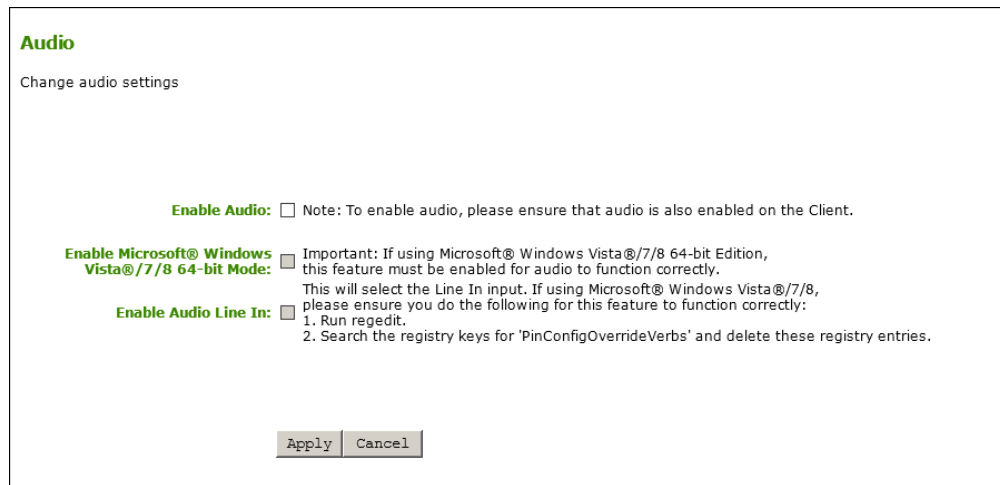 Audio
Change audio settings
Enable Audio: Note: To enable audio, please ensure that audio is also enabled on the Client.
Enable Microsoft® Windows
Vista®/7/8 64-bit Mode:
Important: If using Microsoft® Windows Vista®/7/8 64-bit Edition,
this feature must be enabled for audio to function correctly.
Enable Audio Line In:
This will select the Line In input. If using Microsoft® Windows Vista®/7/8,
please ensure you do the following for this feature to function correctly:
1. Run regedit.
2. Search the registry keys for 'PinConfigOverrideVerbs' and delete these registry entries.
Apply Cancel